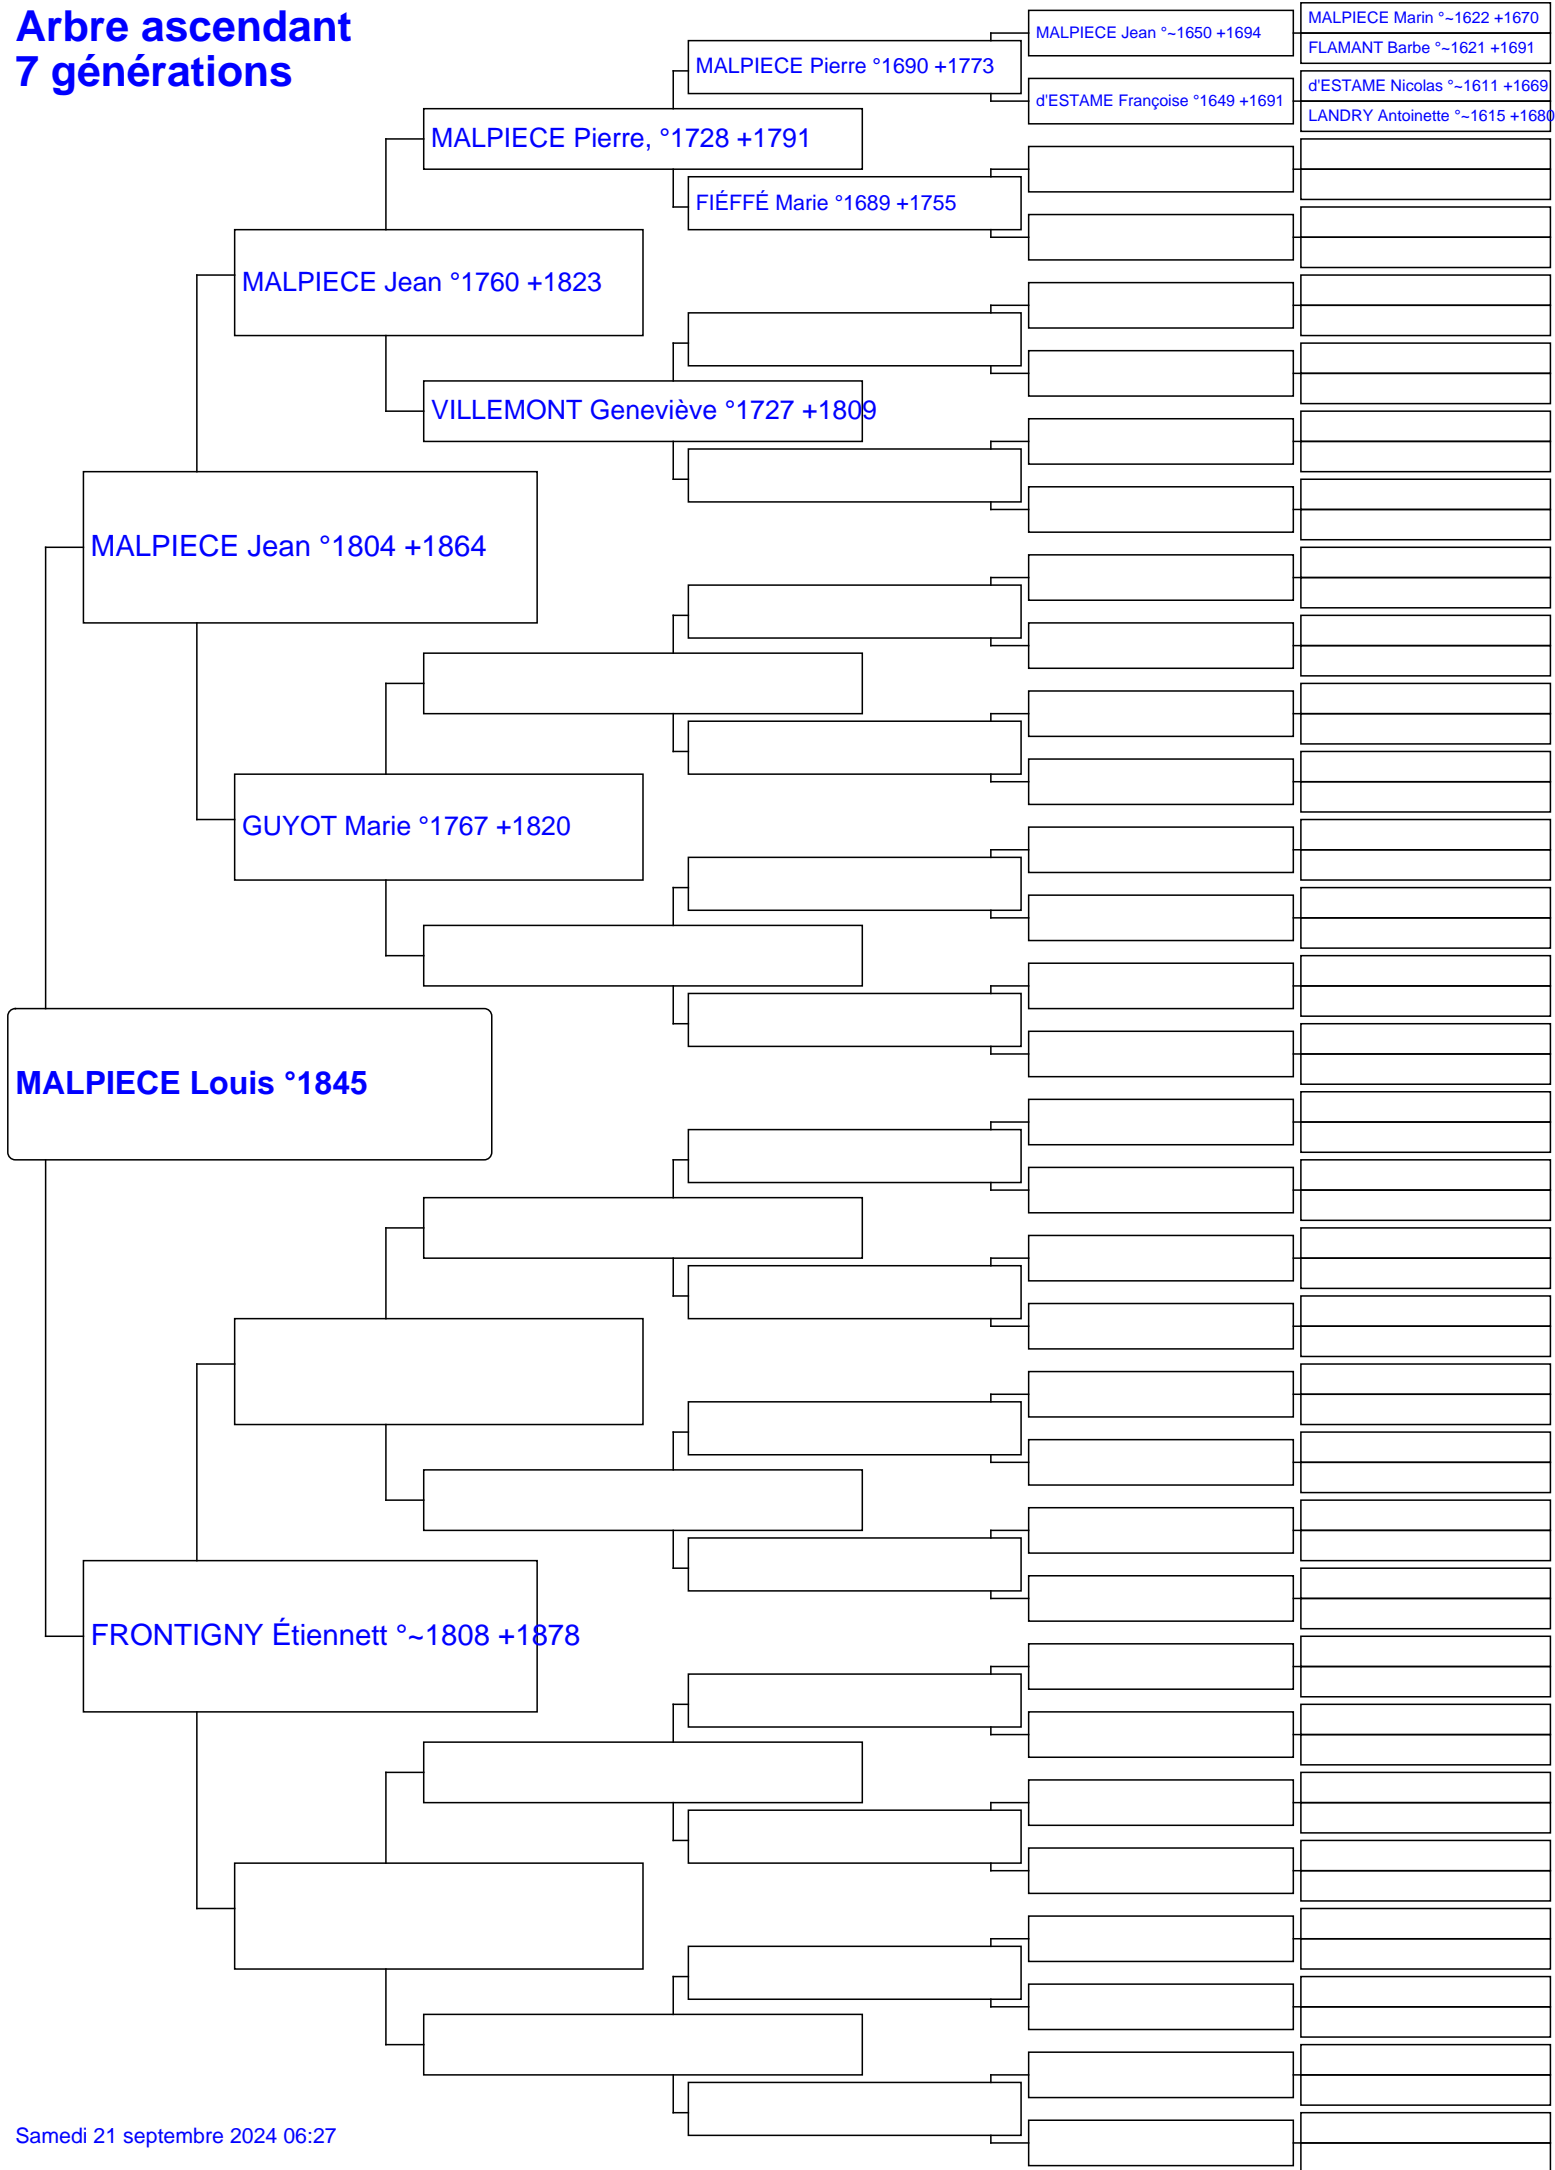 Arbre ascendant
7 générations
MALPIECE Marin °~1622 +1670
MALPIECE Jean °~1650 +1694
FLAMANT Barbe °~1621 +1691
MALPIECE Pierre °1690 +1773
d'ESTAME Nicolas °~1611 +1669
d'ESTAME Françoise °1649 +1691
LANDRY Antoinette °~1615 +1680
MALPIECE Pierre, °1728 +1791
FIÉFFÉ Marie °1689 +1755
MALPIECE Jean °1760 +1823
VILLEMONT Geneviève °1727 +1809
MALPIECE Jean °1804 +1864
GUYOT Marie °1767 +1820
MALPIECE Louis °1845
FRONTIGNY Étiennett °~1808 +1878
Samedi 21 septembre 2024 06:27